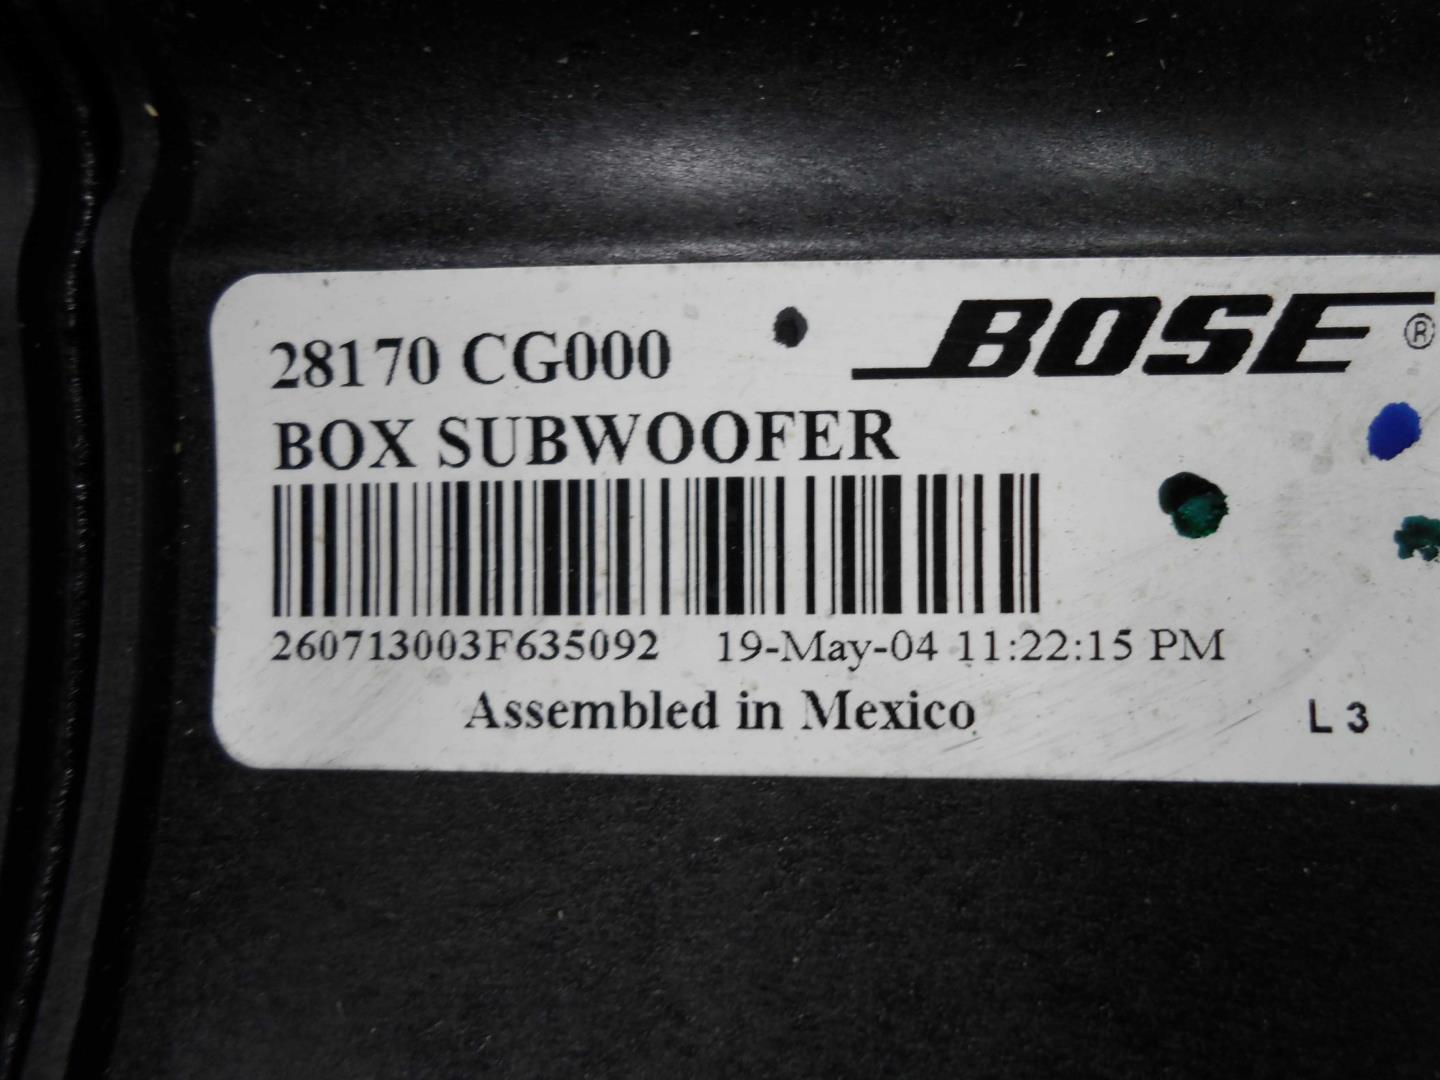 28170 CG000
BOSE®
BOX SUBWOOFER
260713003F635092 19-May-04 11:22:15 PM
Assembled in Mexico
L 3